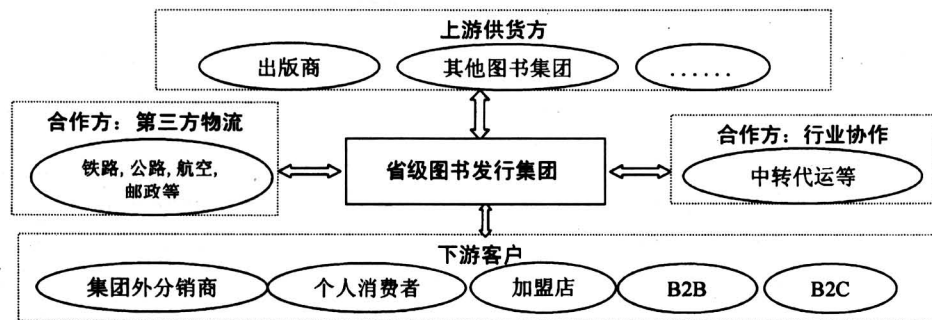 上游供货方
出版商
其他图书集团
......
合作方：第三方物流
铁路, 公路, 航空,
邮政等
省级图书发行集团
合作方：行业协作
中转代运等
下游客户
集团外分销商
个人消费者
加盟店
B2B
B2C